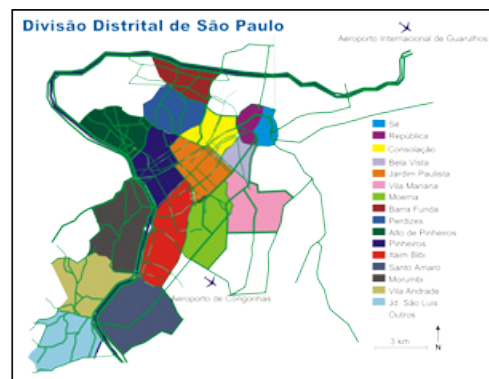 Divisão Distrital de São Paulo
Aeroporto Internacional de Guarulhos
Sé
República
Consolação
Bela Vista
Jardim Paulista
Vila Mariana
Moema
Barra Funda
Perdizes
Alto de Pinheiros
Pinheiros
Itaim Bibi
Santo Amaro
Morumbi
Vila Andrade
Jd. São Luis
Outros
Aeroporto de Congonhas
3 km
N